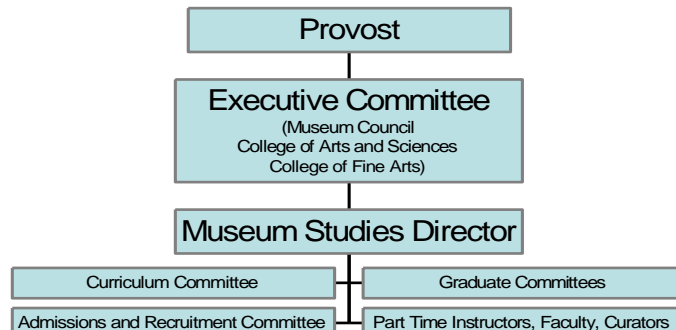 Provost
Executive Committee
(Museum Council
College of Arts and Sciences
College of Fine Arts)
Museum Studies Director
Curriculum Committee
Graduate Committees
Admissions and Recruitment Committee
Part Time Instructors, Faculty, Curators